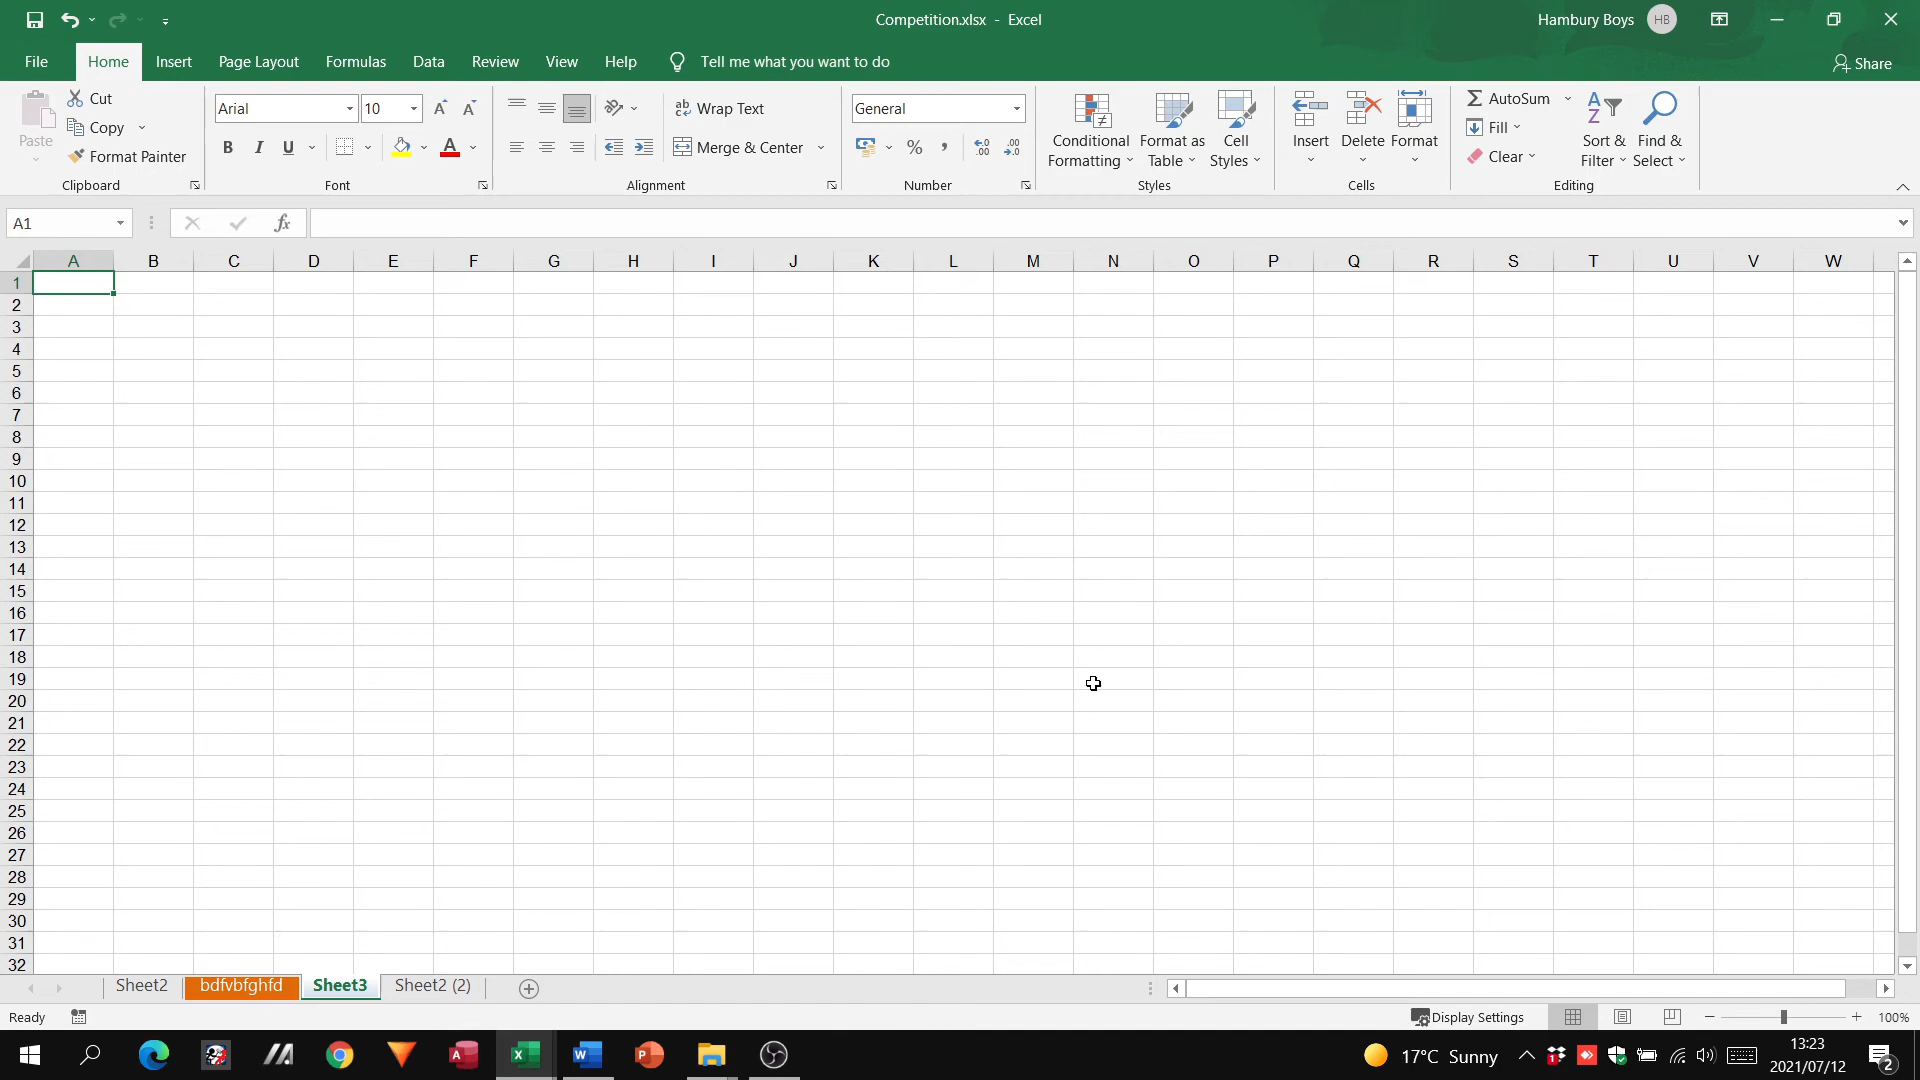 Competition.xlsx - Excel
Hambury Boys
HB
File
Home
Insert
Page Layout
Formulas
Data
Review
View
Help
Tell me what you want to do
Share
Paste
Cut
Copy
Format Painter
Clipboard
Arial
10
B
I
U
A
Font
ab
Wrap Text
Merge & Center
Alignment
General
%
Number
Conditional
Formatting
Format as
Table
Cell
Styles
Styles
Insert
Delete
Format
Cells
AutoSum
Fill
Clear
Sort &
Filter
Find &
Select
Editing
A1
fx
A B C D E F G H I J K L M N O P Q R S T U V W
1
2
3
4
5
6
7
8
9
10
11
12
13
14
15
16
17
18
19
20
21
22
23
24
25
26
27
28
29
30
31
32
Sheet2
bdfvbfghfd
Sheet3
Sheet2 (2)
Ready
Display Settings
100%
17°C Sunny
13:23
2021/07/12
2